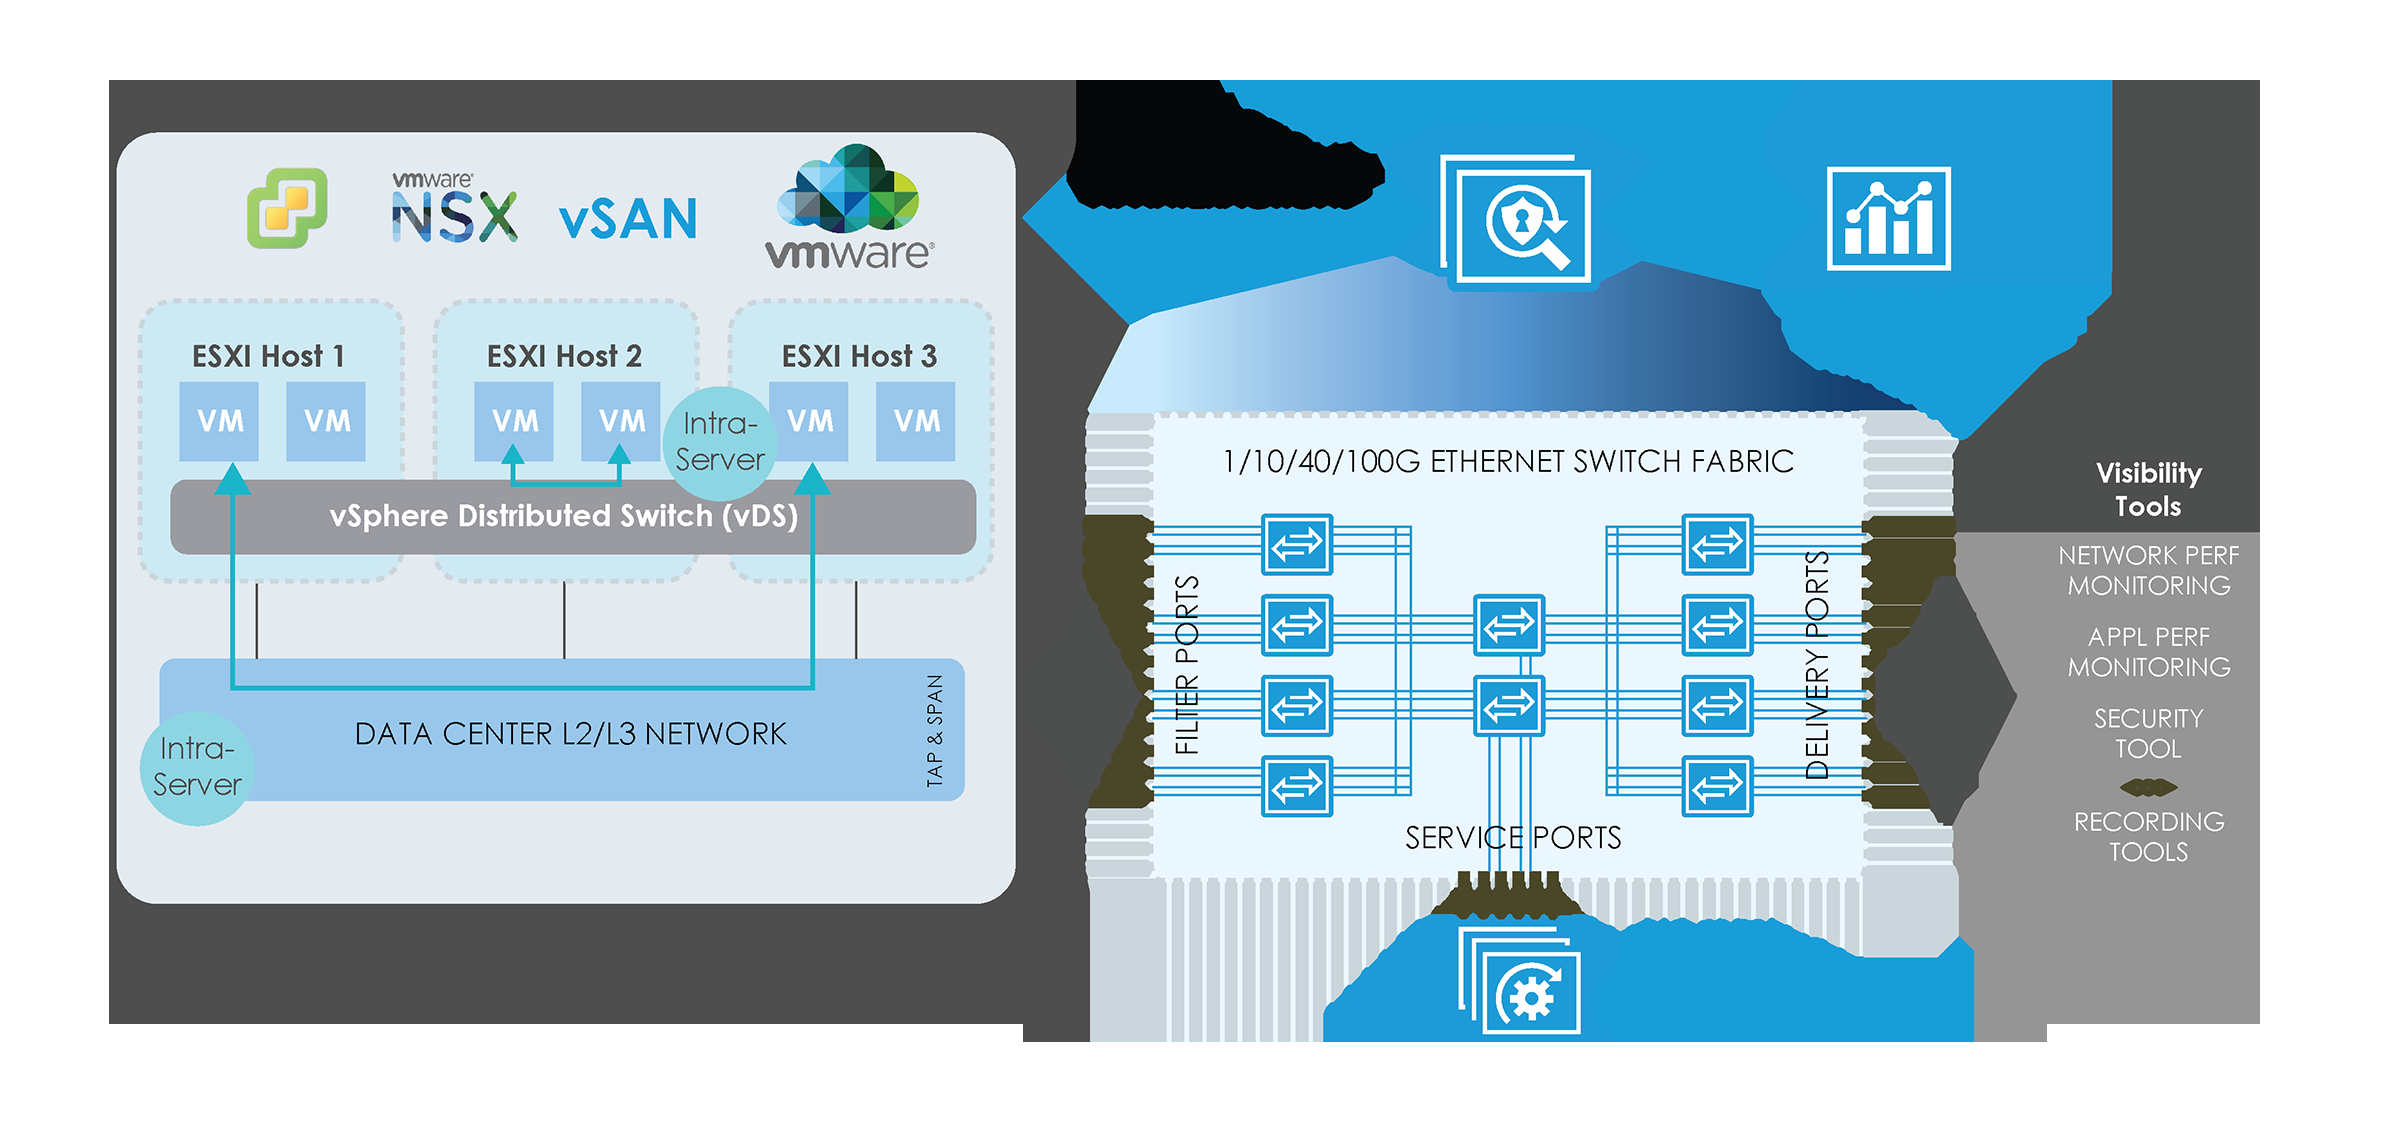 vmware®
NSX
vSAN
vmware®
ESXI Host 1
ESXI Host 2
ESXI Host 3
VM
VM
VM
VM
VM
VM
Intra-
Server
vSphere Distributed Switch (vDS)
DATA CENTER L2/L3 NETWORK
TAP & SPAN
Intra-
Server
1/10/40/100G ETHERNET SWITCH FABRIC
FILTER PORTS
DELIVERY PORTS
SERVICE PORTS
Visibility
Tools
NETWORK PERF
MONITORING
APPL PERF
MONITORING
SECURITY
TOOL
RECORDING
TOOLS